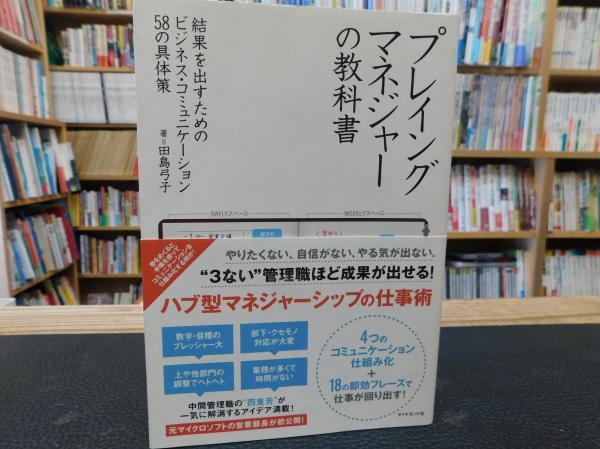 プレイング
マネジャー
の教科書
結果を出すための
ビジネス・コミュニケーション
58の具体策
著=田島弓子
DAYLYスペース
WEEKLYスペース
やりたくない、自信がない、やる気が出ない。
“3ない”管理職ほど成果が出せる!
ハブ型マネジャーシップの仕事術
数字・目標の
プレッシャー大
部下・クセモノ
対応が大変
上や他部門の
調整でヘトヘト
業務が多くて
時間がない
4つの
コミュニケーション
仕組み化
+
18の即効フレーズで
仕事が回り出す!
中間管理職の“四重苦”が
一気に解消するアイデア満載!
元マイクロソフトの営業部長が初公開!
ダイヤモンド社